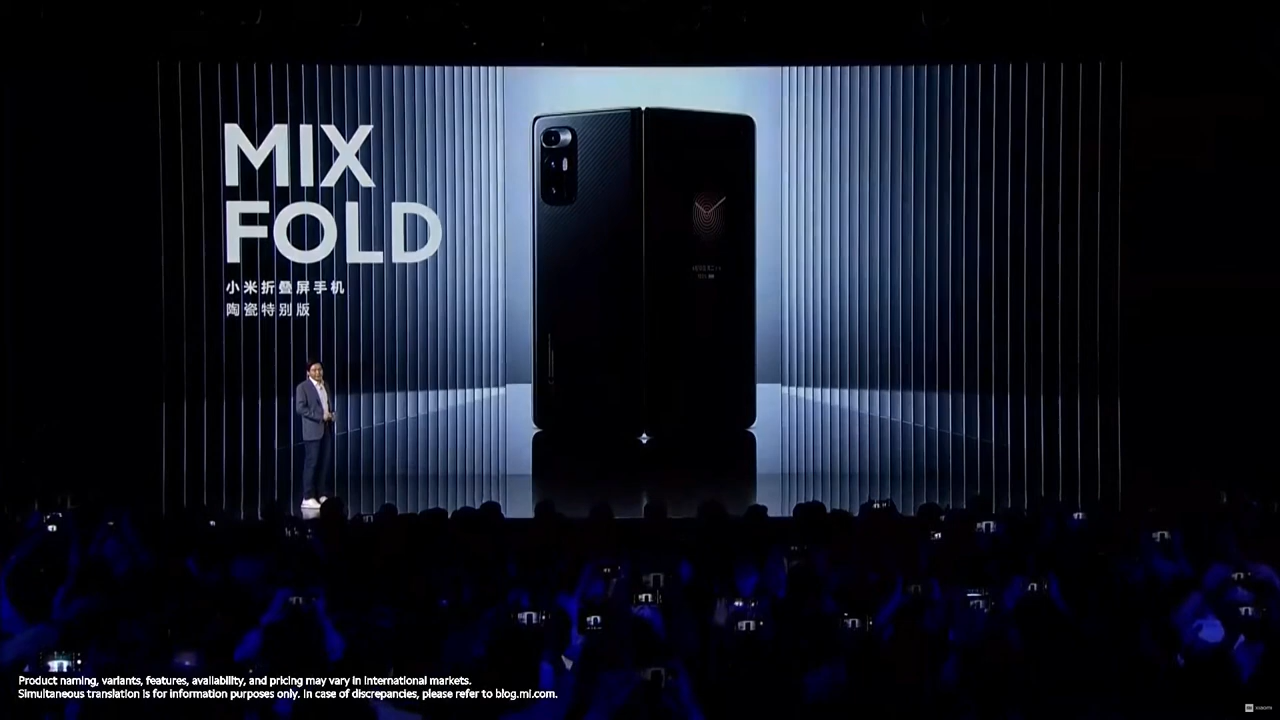 MIX
FOLD
小米折叠屏手机
陶瓷特别版
Product naming, variants, features, availability, and pricing may vary in international markets.
Simultaneous translation is for information purposes only. In case of discrepancies, please refer to blog.mi.com.
xiaomi